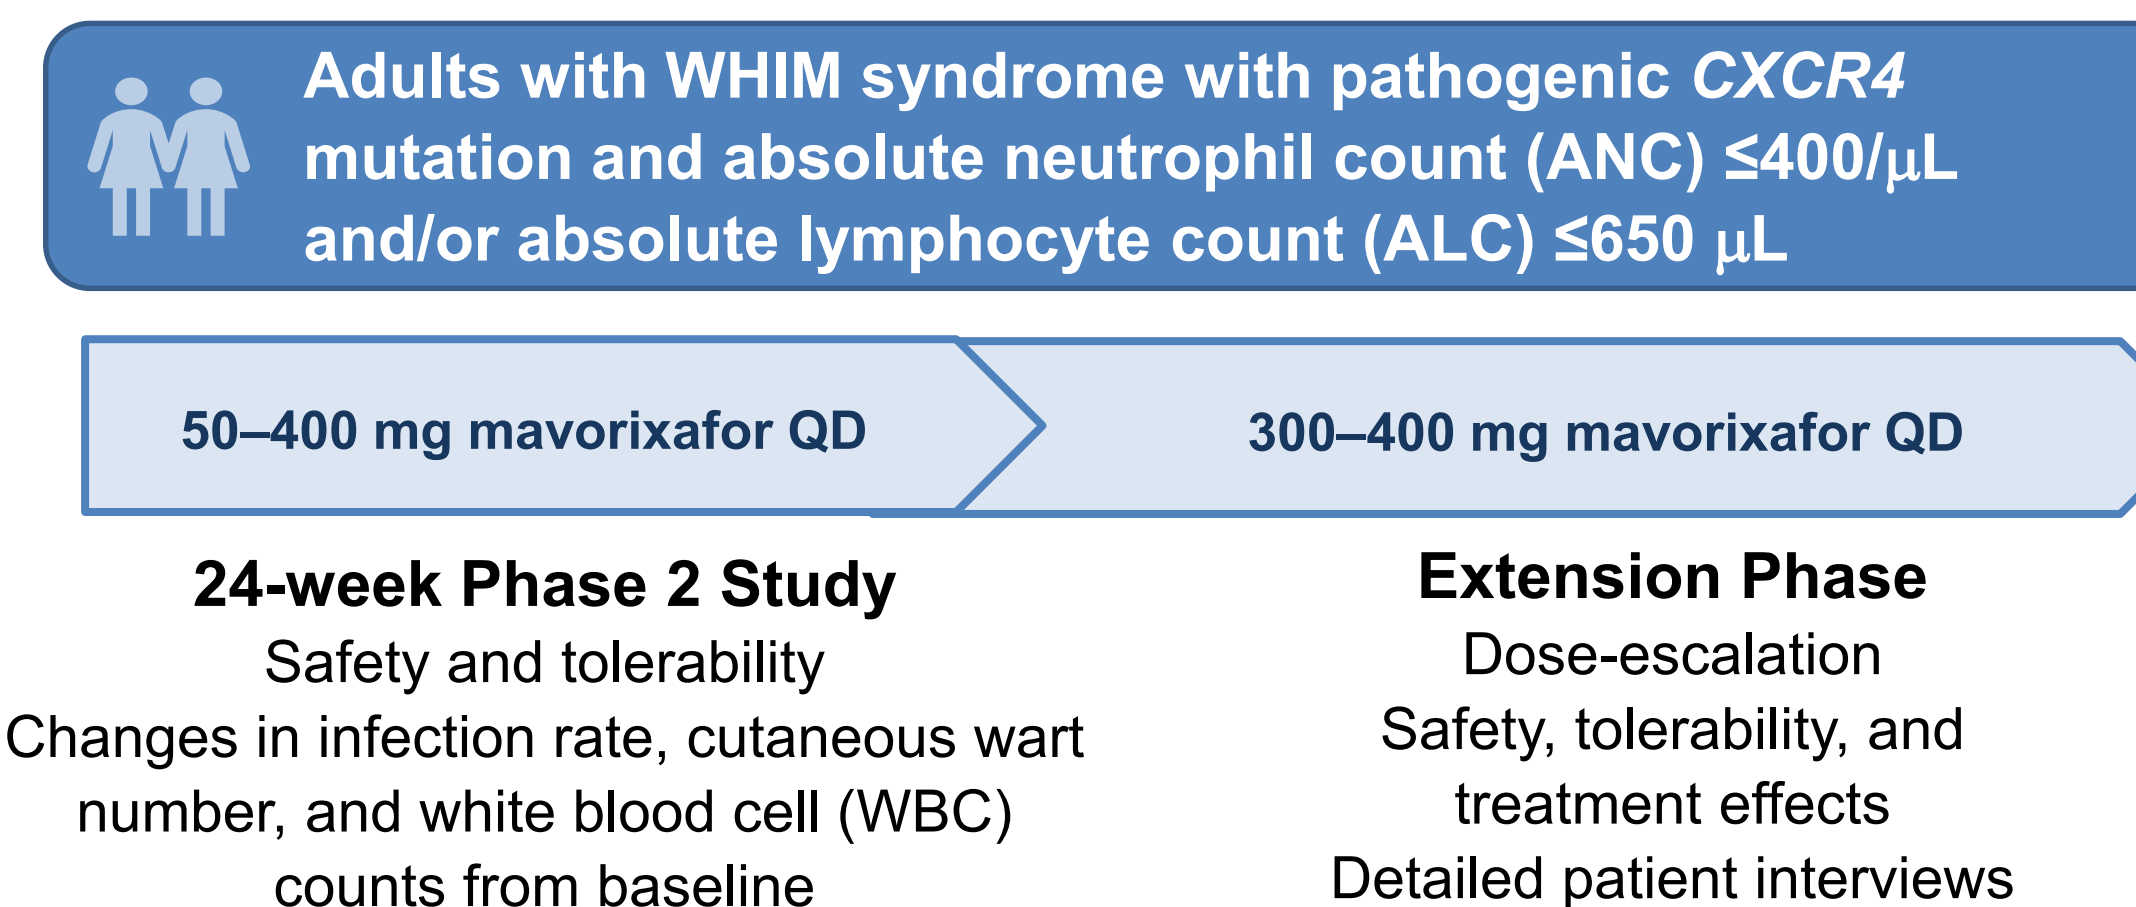 Adults with WHIM syndrome with pathogenic CXCR4
mutation and absolute neutrophil count (ANC) ≤400/μL
and/or absolute lymphocyte count (ALC) ≤650 μL
50–400 mg mavorixafor QD
300–400 mg mavorixafor QD
24-week Phase 2 Study
Safety and tolerability
Changes in infection rate, cutaneous wart
number, and white blood cell (WBC)
counts from baseline
Extension Phase
Dose-escalation
Safety, tolerability, and
treatment effects
Detailed patient interviews